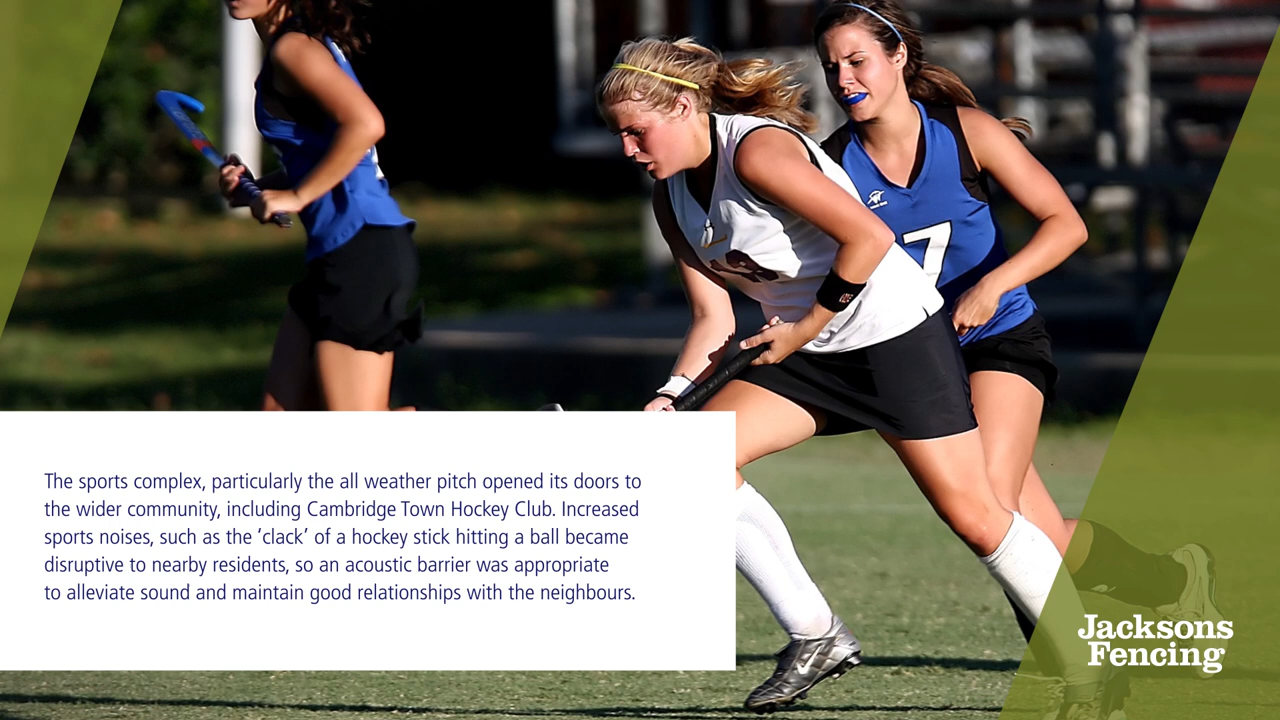 The sports complex, particularly the all weather pitch opened its doors to
the wider community, including Cambridge Town Hockey Club. Increased
sports noises, such as the ‘clack’ of a hockey stick hitting a ball became
disruptive to nearby residents, so an acoustic barrier was appropriate
to alleviate sound and maintain good relationships with the neighbours.
7
Jacksons
Fencing